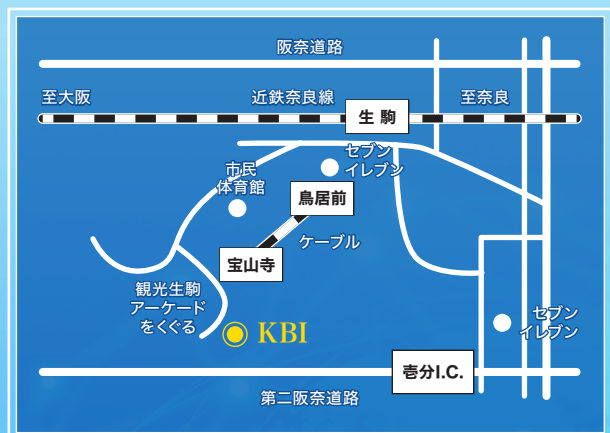 阪奈道路
至大阪
近鉄奈良線
至奈良
生駒
セブン
イレブン
市民
体育館
鳥居前
ケーブル
宝山寺
観光生駒
アーケード
をくぐる
KBI
セブン
イレブン
壱分I.C.
第二阪奈道路